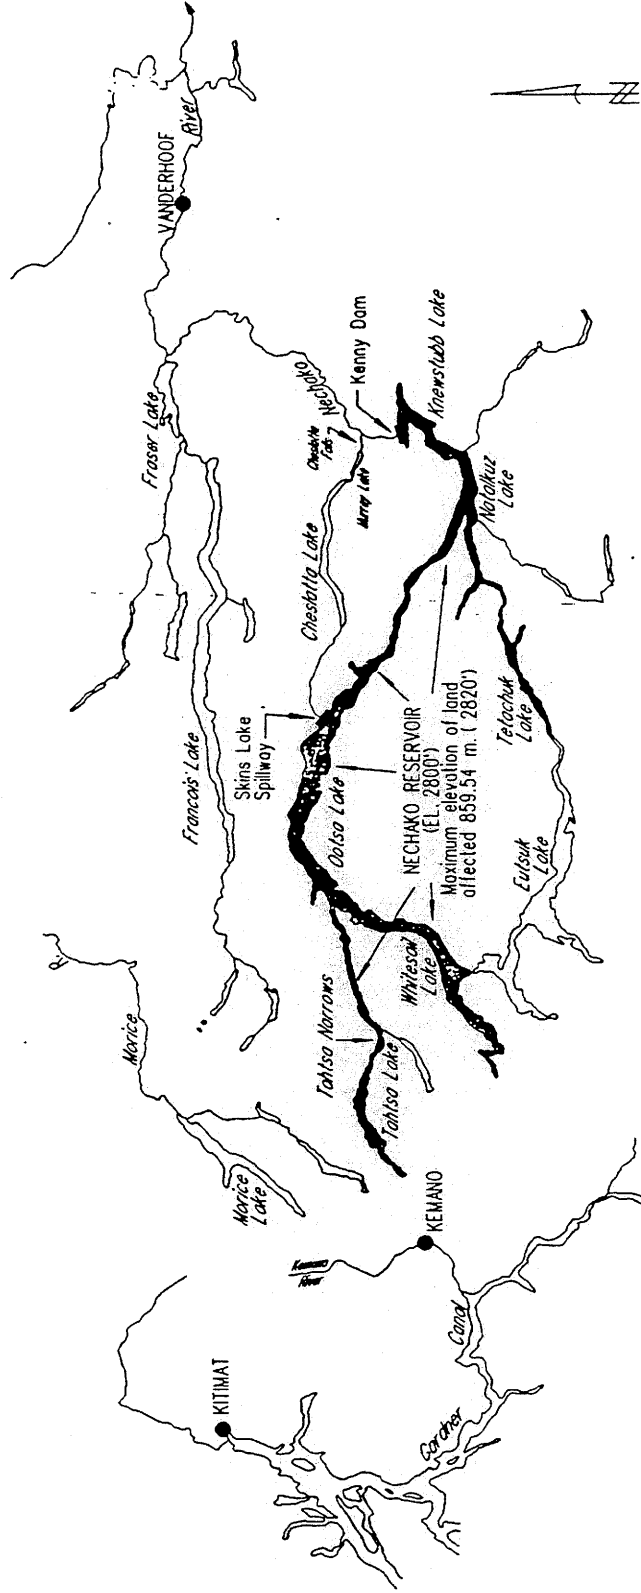 VANDERHOOF
River
Fraser Lake
Nechako
Kenny Dam
Knewstubb Lake
Cheslatta
Falls
Murray Lake
Cheslatta Lake
Natalkuz
Lake
Francois Lake
Skins Lake
Spillway
Ootsa Lake
NECHAKO RESERVOIR
(EL. 2800')
Maximum elevation of land
affected 859.54 m. ( 2820')
Tetachuk
Lake
Eutsuk
Lake
Whitesail
Lake
Tahtsa Narrows
Tahtsa Lake
Morice
R.
Morice
Lake
KEMANO
Kemano
River
KITIMAT
Gardner
Canal
N